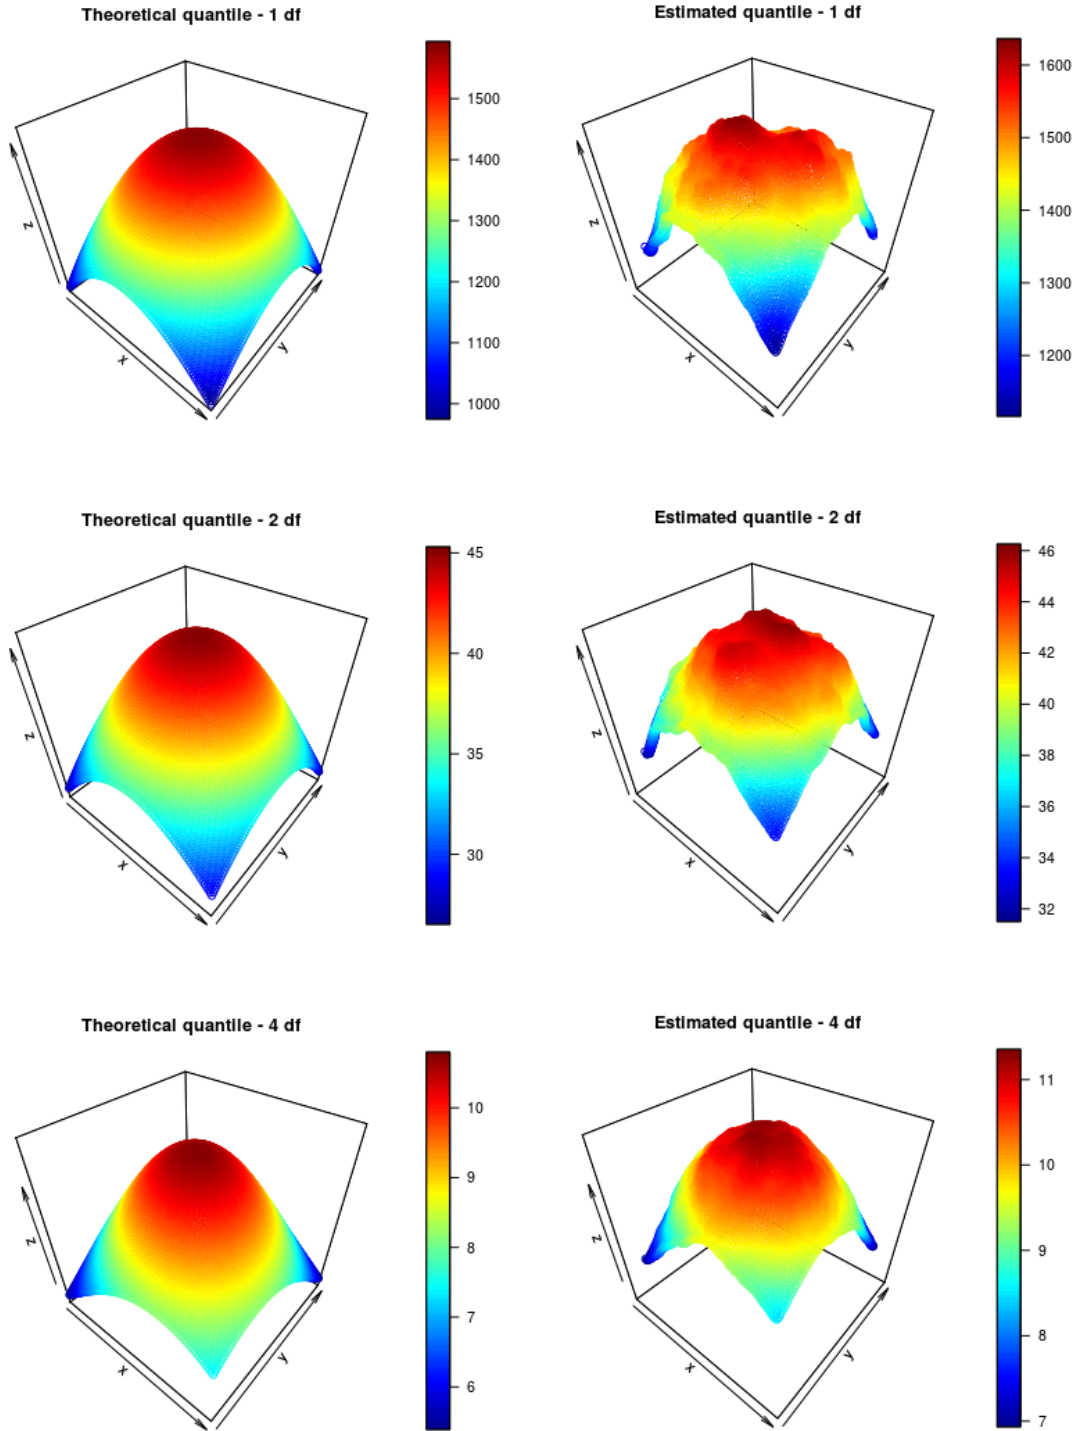 Theoretical quantile - 1 df
1500
1400
1300
1200
1100
1000
z
x
y
Estimated quantile - 1 df
1600
1500
1400
1300
1200
z
x
y
Theoretical quantile - 2 df
45
40
35
30
z
x
y
Estimated quantile - 2 df
46
44
42
40
38
36
34
32
z
x
y
Theoretical quantile - 4 df
10
9
8
7
6
z
x
y
Estimated quantile - 4 df
11
10
9
8
7
z
x
y